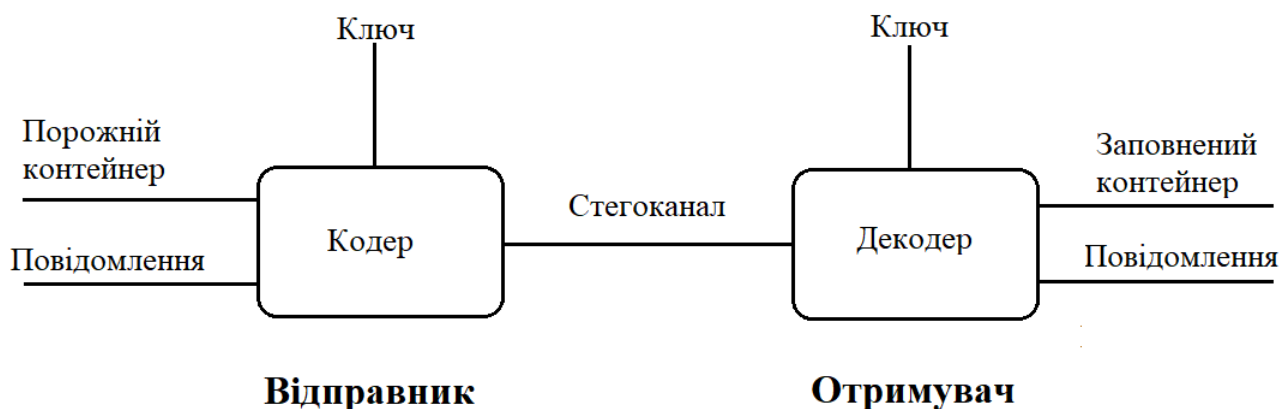 Ключ
Ключ
Порожній
контейнер
Заповнений
контейнер
Стегоканал
Кодер
Декодер
Повідомлення
Повідомлення
Відправник
Отримувач